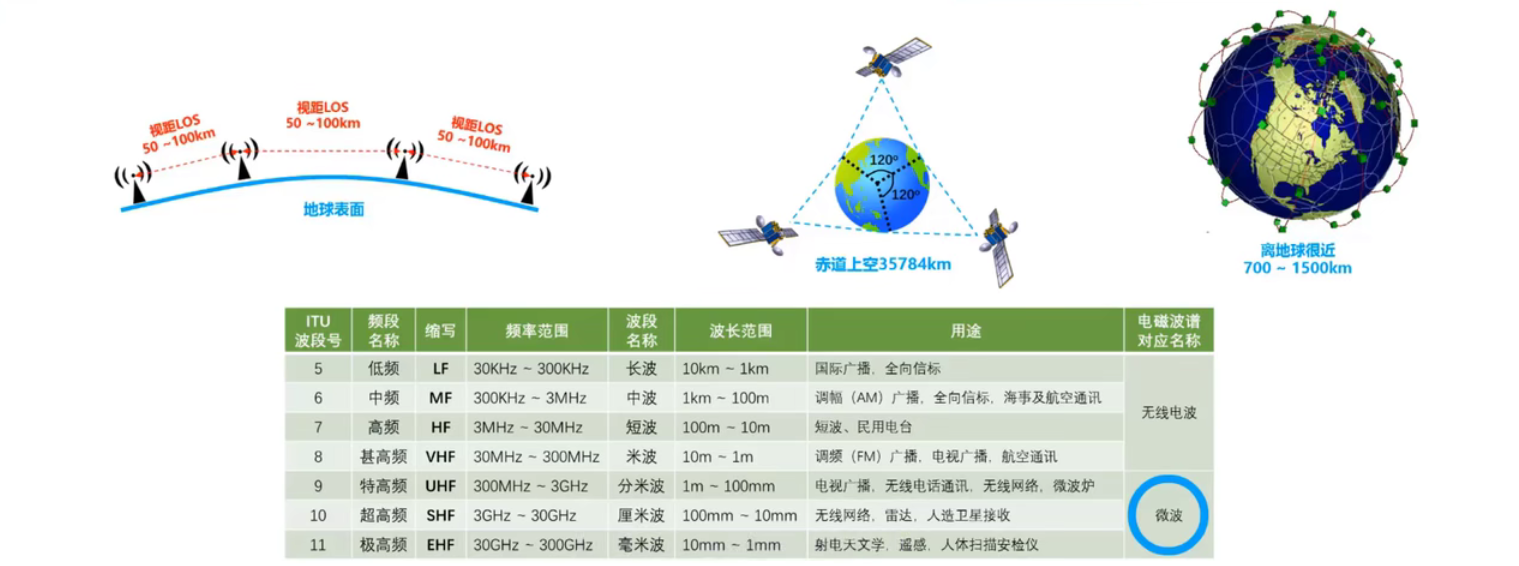 视距LOS
50 ~100km
视距LOS
50 ~100km
视距LOS
50 ~100km
地球表面
120°
120°
赤道上空35784km
离地球很近
700 ~ 1500km
ITU
波段号
频段
名称
缩写
频率范围
波段
名称
波长范围
用途
电磁波谱
对应名称
5 低频 LF 30KHz ~ 300KHz 长波 10km ~ 1km 国际广播、全向信标
6 中频 MF 300KHz ~ 3MHz 中波 1km ~ 100m 调幅（AM）广播、全向信标、海事及航空通讯
7 高频 HF 3MHz ~ 30MHz 短波 100m ~ 10m 短波、民用电台
8 甚高频 VHF 30MHz ~ 300MHz 米波 10m ~ 1m 调频（FM）广播、电视广播、航空通讯
无线电波
9 特高频 UHF 300MHz ~ 3GHz 分米波 1m ~ 100mm 电视广播、无线电话通讯、无线网络、微波炉
10 超高频 SHF 3GHz ~ 30GHz 厘米波 100mm ~ 10mm 无线网络、雷达、人造卫星接收
11 极高频 EHF 30GHz ~ 300GHz 毫米波 10mm ~ 1mm 射电天文学、遥感、人体扫描安检仪
微波